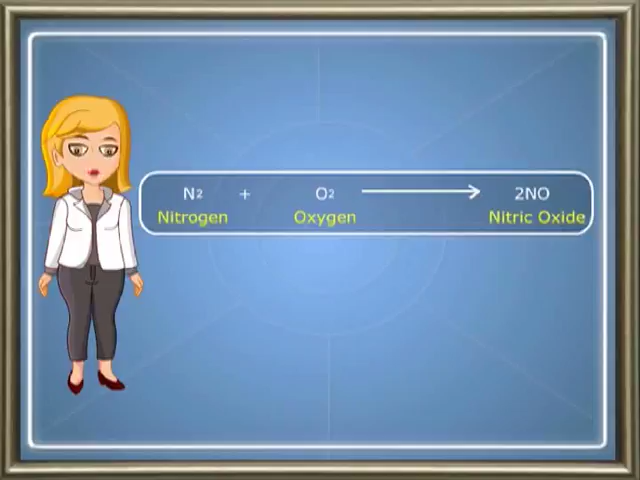 N2 + O2 → 2NO
Nitrogen Oxygen Nitric Oxide